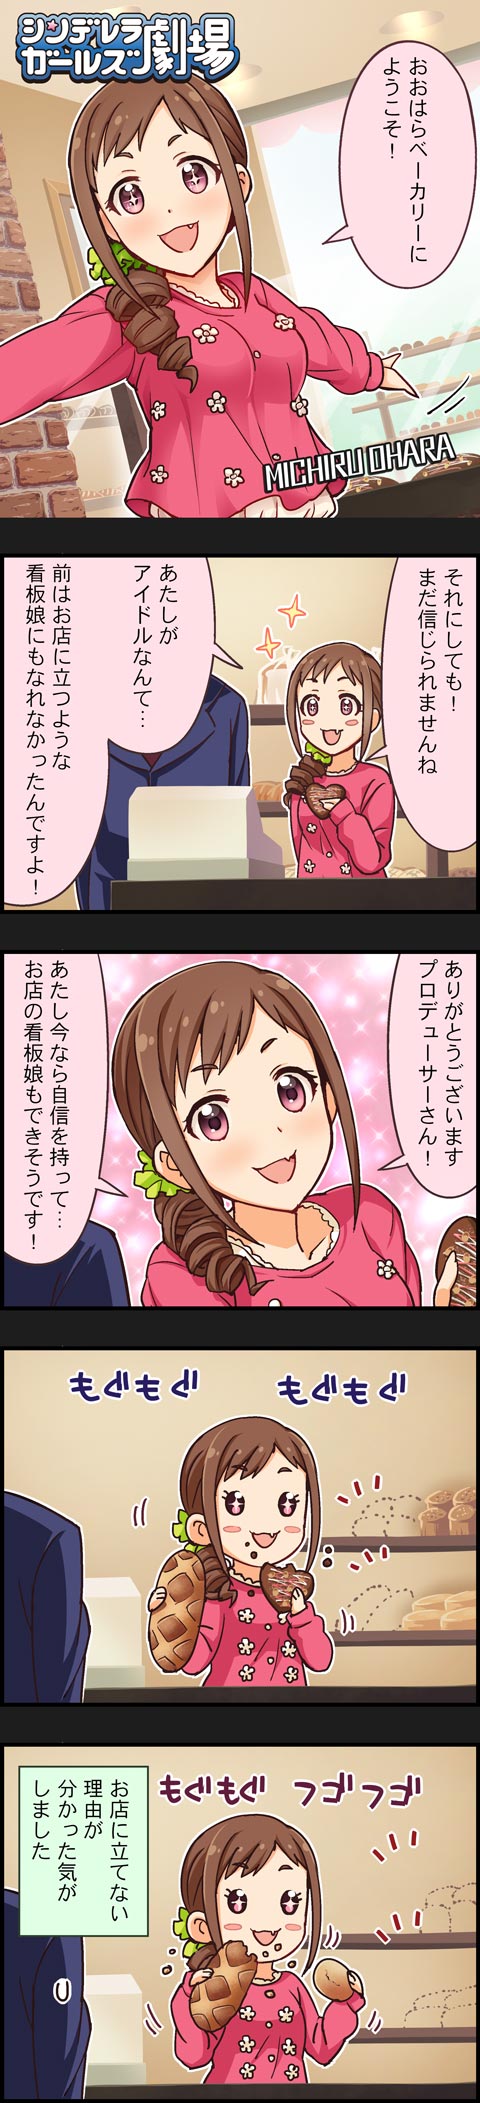 シンデレラ
ガールズ劇場
おおはらベーカリーに
ようこそ!
MICHIRU OHARA
それにしても!
まだ信じられませんね
あたしが
アイドルなんて…
前はお店に立つような
看板娘にもなれなかったんですよ!
ありがとうございます
プロデューサーさん!
あたし今なら自信を持って…
お店の看板娘もできそうです!
もぐもぐ
もぐもぐ
もぐもぐ
フゴフゴ
お店に立てない
理由が
分かった気が
しました